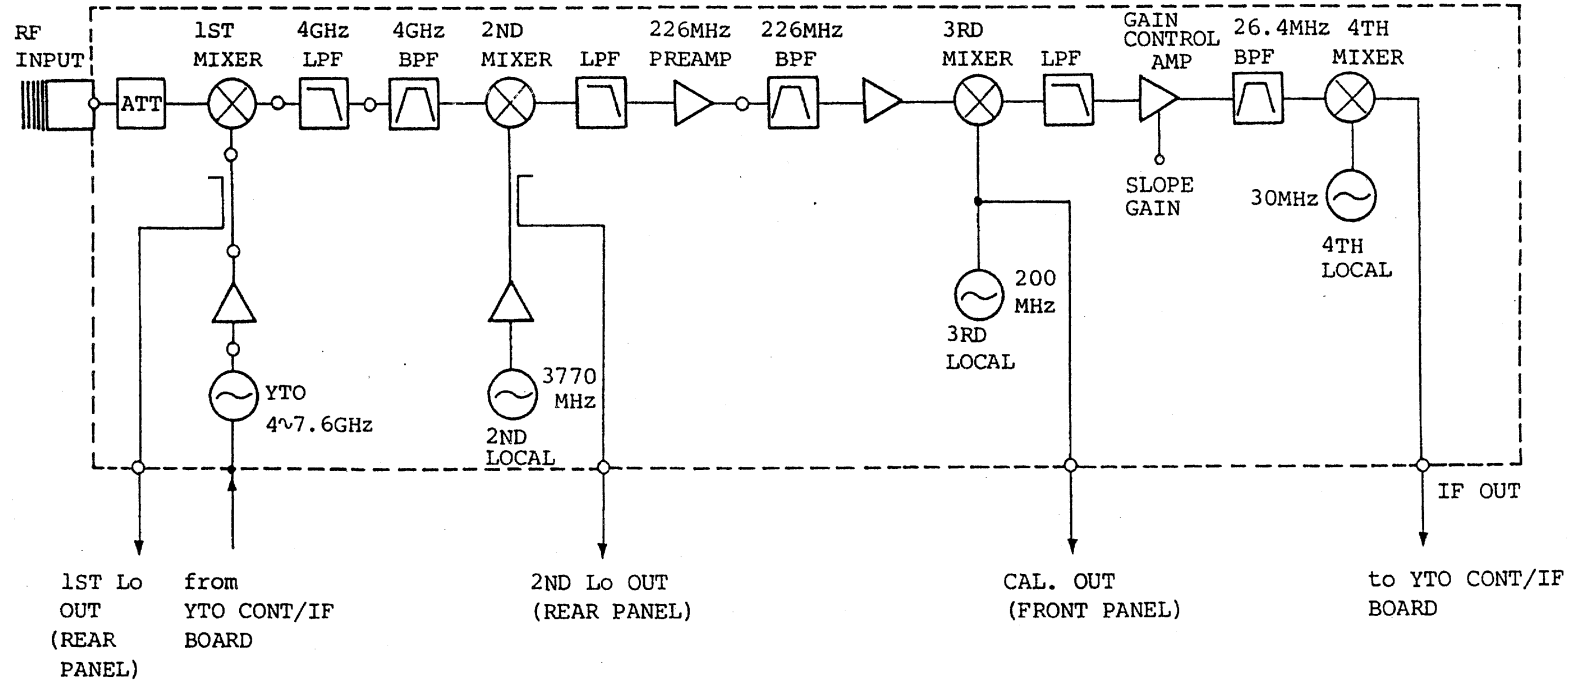 RF
INPUT
ATT
1ST
MIXER
4GHz
LPF
4GHz
BPF
2ND
MIXER
LPF
226MHz
PREAMP
226MHz
BPF
3RD
MIXER
LPF
GAIN
CONTROL
AMP
26.4MHz
BPF
4TH
MIXER
SLOPE
GAIN
30MHz
4TH
LOCAL
200
MHz
3RD
LOCAL
YTO
4∿7.6GHz
3770
MHz
2ND
LOCAL
IF OUT
1ST Lo
OUT
(REAR
PANEL)
from
YTO CONT/IF
BOARD
2ND Lo OUT
(REAR PANEL)
CAL. OUT
(FRONT PANEL)
to YTO CONT/IF
BOARD